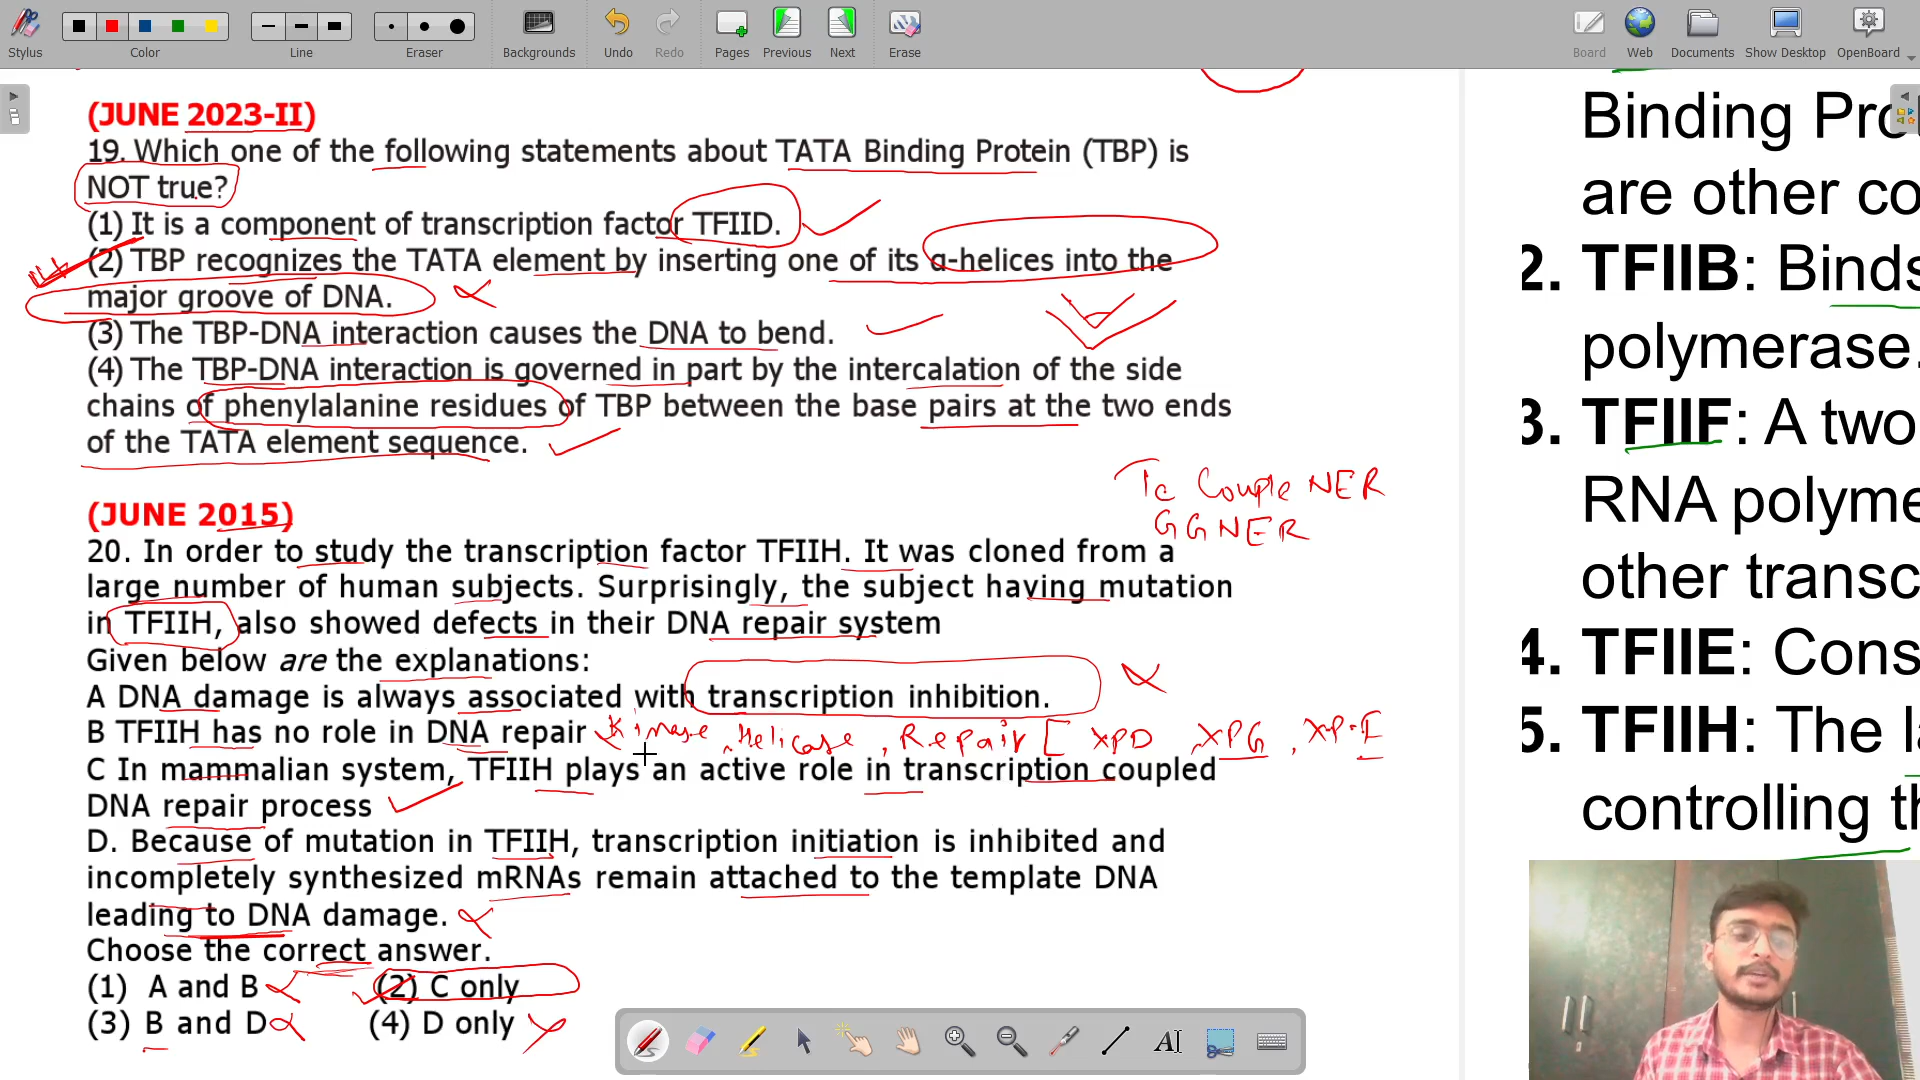 Stylus Color Line Eraser Backgrounds Undo Redo Pages Previous Next Erase Board Web Documents Show Desktop OpenBoard
(JUNE 2023-II)
19. Which one of the following statements about TATA Binding Protein (TBP) is
NOT true?
(1) It is a component of transcription factor TFIID.
(2) TBP recognizes the TATA element by inserting one of its α-helices into the
major groove of DNA.
(3) The TBP-DNA interaction causes the DNA to bend.
(4) The TBP-DNA interaction is governed in part by the intercalation of the side
chains of phenylalanine residues of TBP between the base pairs at the two ends
of the TATA element sequence.
Tc Couple NER
GGNER
(JUNE 2015)
20. In order to study the transcription factor TFIIH. It was cloned from a
large number of human subjects. Surprisingly, the subject having mutation
in TFIIH, also showed defects in their DNA repair system
Given below are the explanations:
A DNA damage is always associated with transcription inhibition.
B TFIIH has no role in DNA repair Kinase, Helicase, Repair [ XPD, XPG, XP-E
C In mammalian system, TFIIH plays an active role in transcription coupled
DNA repair process
D. Because of mutation in TFIIH, transcription initiation is inhibited and
incompletely synthesized mRNAs remain attached to the template DNA
leading to DNA damage.
Choose the correct answer.
(1) A and B (2) C only
(3) B and D (4) D only
Binding Pro
are other co
2. TFIIB: Binds
polymerase.
3. TFIIF: A two
RNA polyme
other transc
4. TFIIE: Cons
5. TFIIH: The la
controlling th